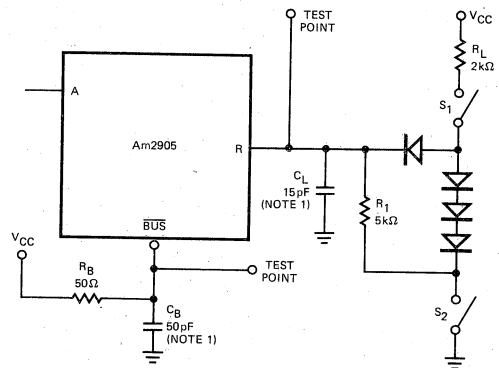 TEST
POINT
VCC
RL
2kΩ
S1
A
Am2905
R
CL
15pF
(NOTE 1)
R1
5kΩ
BUS
VCC
RB
50Ω
TEST
POINT
CB
50pF
(NOTE 1)
S2